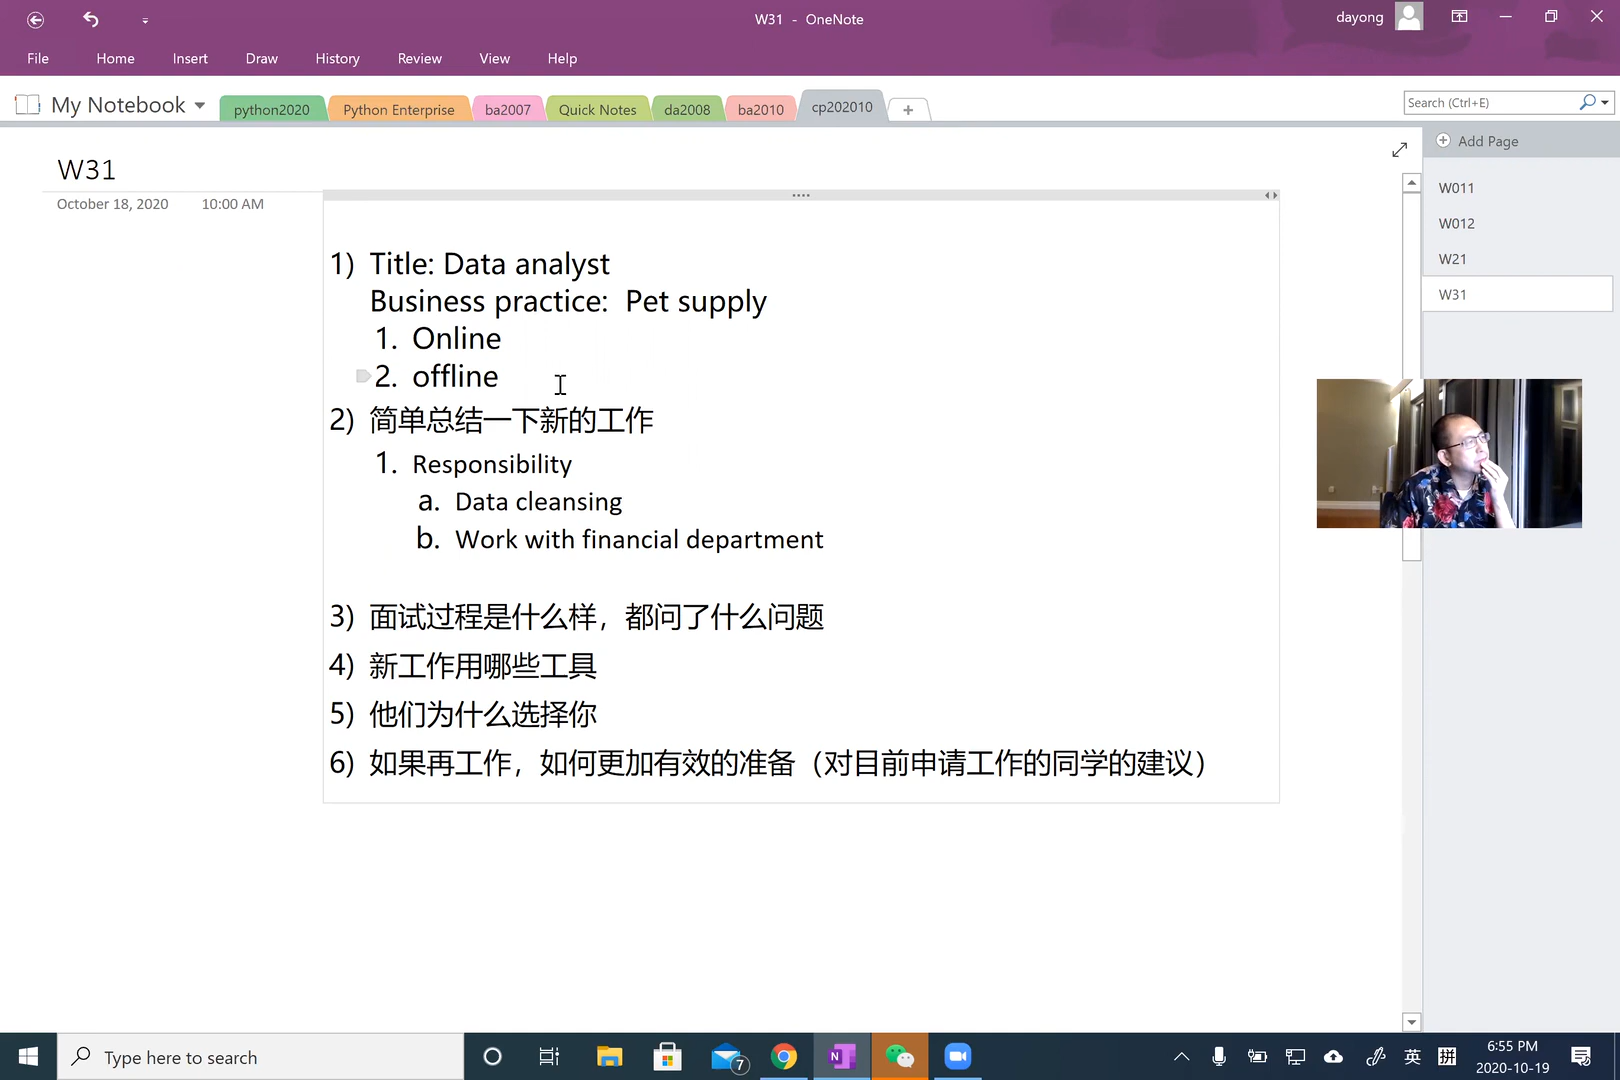 W31 - OneNote
dayong
File Home Insert Draw History Review View Help
My Notebook python2020 Python Enterprise ba2007 Quick Notes da2008 ba2010 cp202010
Search (Ctrl+E)
Add Page
W011
W012
W21
W31
W31
October 18, 2020 10:00 AM
1) Title: Data analyst
Business practice: Pet supply
1. Online
2. offline
2) 简单总结一下新的工作
1. Responsibility
a. Data cleansing
b. Work with financial department
3) 面试过程是什么样，都问了什么问题
4) 新工作用哪些工具
5) 他们为什么选择你
6) 如果再工作，如何更加有效的准备（对目前申请工作的同学的建议）
Type here to search
7
英 拼
6:55 PM
2020-10-19